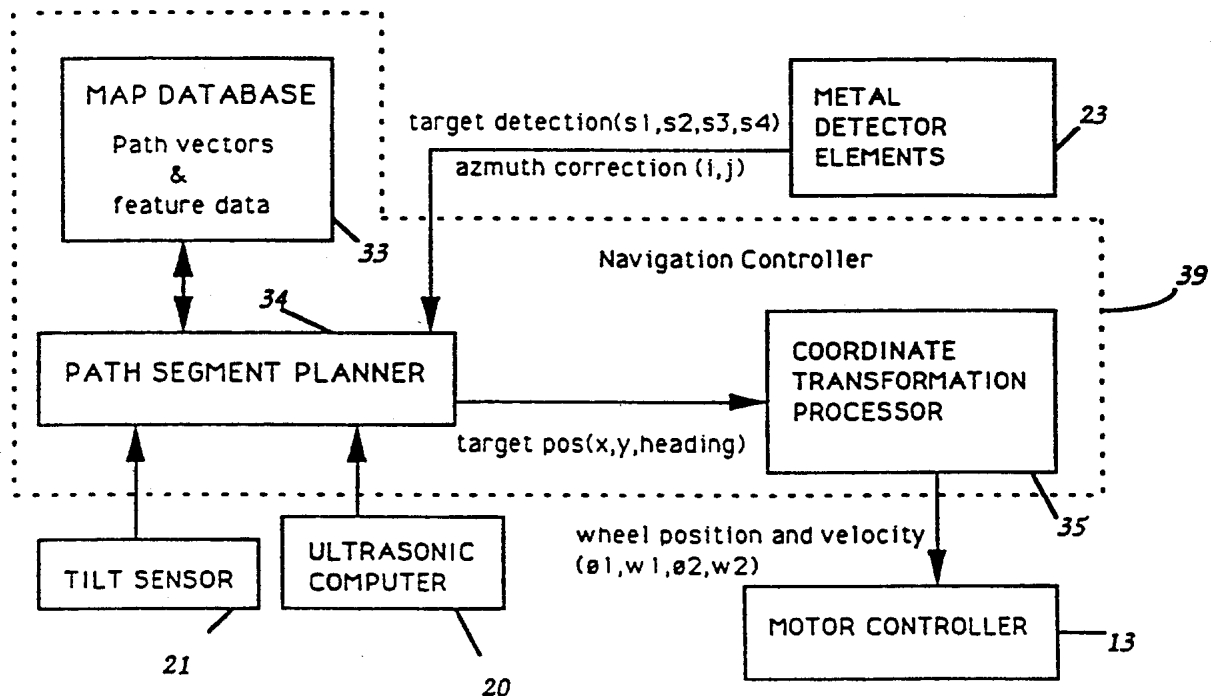 MAP DATABASE
Path vectors
&
feature data
33
target detection(s1,s2,s3,s4)
azmuth correction (i,j)
METAL
DETECTOR
ELEMENTS
23
Navigation Controller
39
34
PATH SEGMENT PLANNER
target pos(x,y,heading)
COORDINATE
TRANSFORMATION
PROCESSOR
35
TILT SENSOR
21
ULTRASONIC
COMPUTER
20
wheel position and velocity
(ø1,w1,ø2,w2)
MOTOR CONTROLLER
13